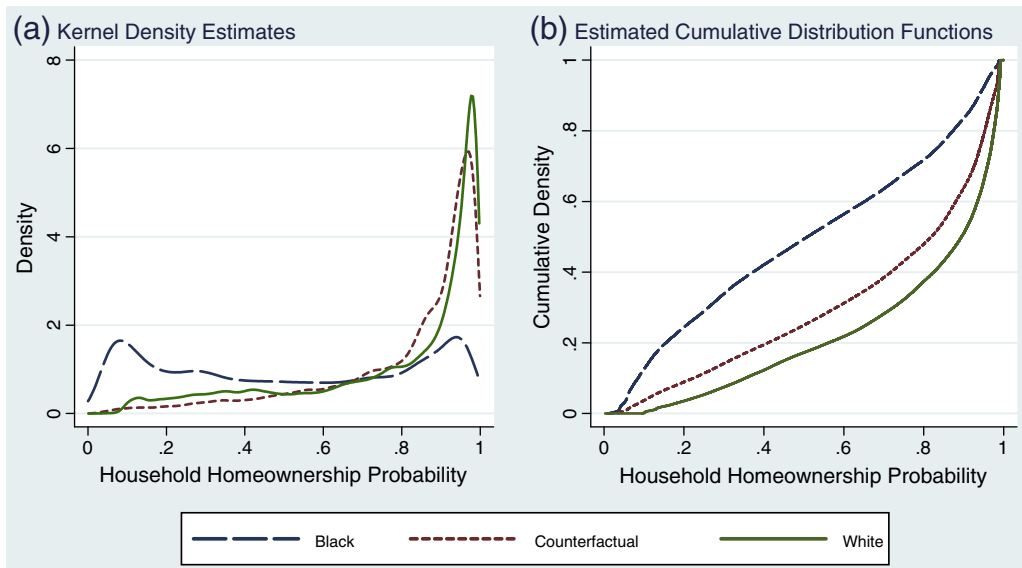 (a) Kernel Density Estimates
8
6
4
2
0
Density
0 .2 .4 .6 .8 1
Household Homeownership Probability
(b) Estimated Cumulative Distribution Functions
1
.8
.6
.4
.2
0
Cumulative Density
0 .2 .4 .6 .8 1
Household Homeownership Probability
Black Counterfactual White